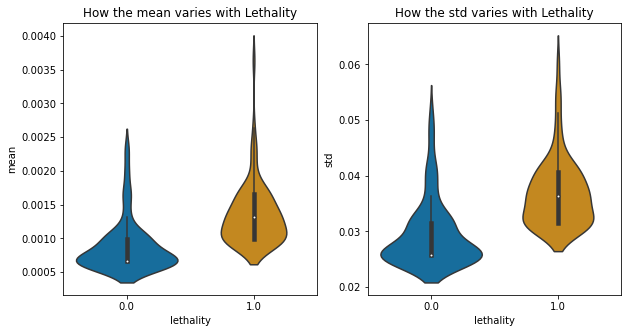 How the mean varies with Lethality
0.0040
0.0035
0.0030
0.0025
0.0020
0.0015
0.0010
0.0005
mean
0.0
1.0
lethality
How the std varies with Lethality
0.06
0.05
0.04
0.03
0.02
std
0.0
1.0
lethality